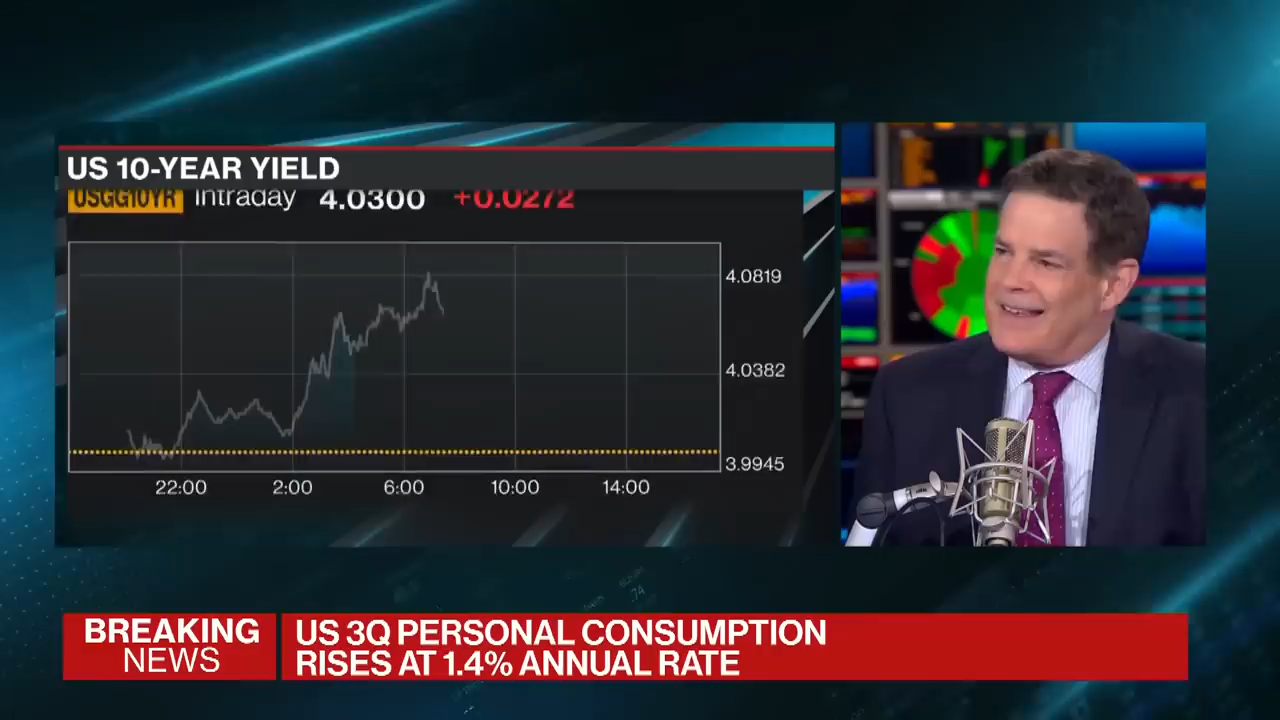 US 10-YEAR YIELD
USGG10YR Intraday 4.0300 +0.0272
4.0819
4.0382
3.9945
22:00 2:00 6:00 10:00 14:00
BREAKING NEWS
US 3Q PERSONAL CONSUMPTION
RISES AT 1.4% ANNUAL RATE